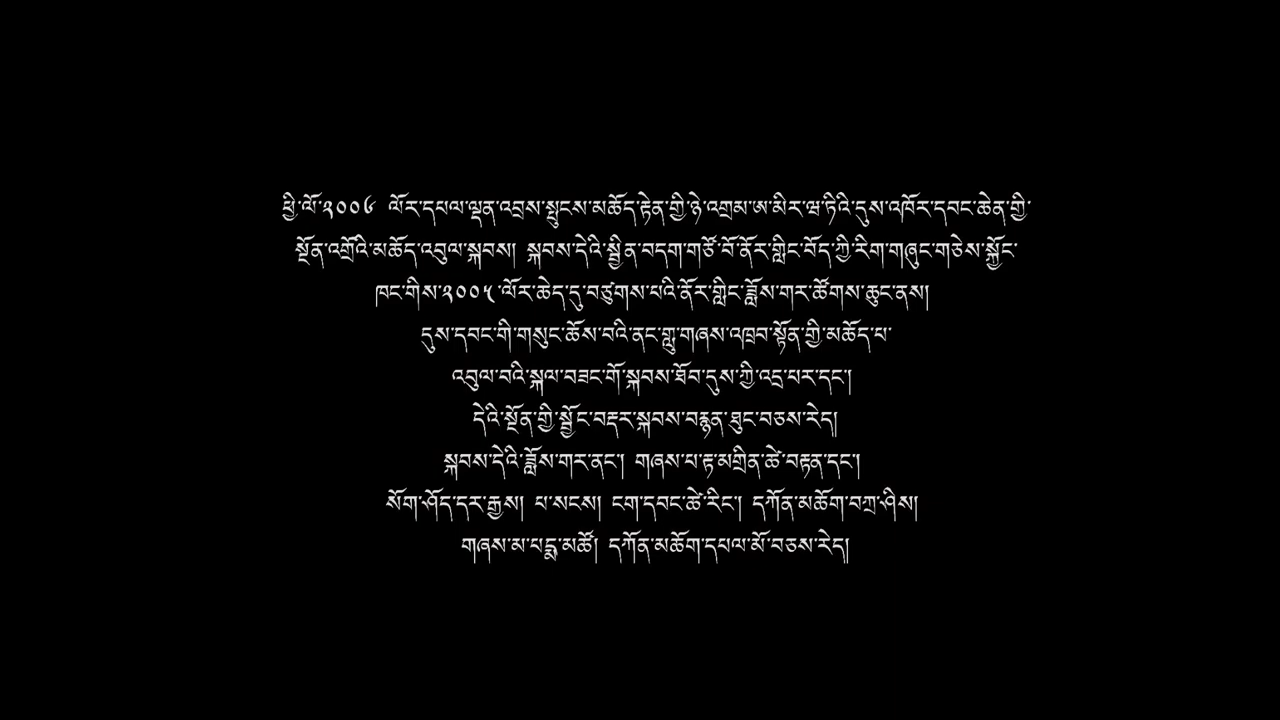 ཕྱི་ལོ་༢༠༠༦ ལོར་དཔལ་ལྡན་འབྲས་སྤུངས་མཆོད་རྟེན་གྱི་ཉེ་འགྲམ་ཨ་མིར་ཝ་ཏིའི་དུས་འཁོར་དབང་ཆེན་གྱི་
སྔོན་འགྲོའི་མཆོད་འབུལ་སྐབས། སྐབས་དེའི་སྦྱིན་བདག་གཙོ་བོ་ནོར་གླིང་བོད་ཀྱི་རིག་གཞུང་གཅེས་སྐྱོང་
ཁང་གིས་༢༠༠༥་ལོར་ཆེད་དུ་བཙུགས་པའི་ནོར་གླིང་ཟློས་གར་ཚོགས་ཆུང་ནས།
དུས་དབང་གི་གསུང་ཆོས་བའི་ནང་གླུ་གཞས་འཁྲབ་སྟོན་གྱི་མཆོད་པ་
འབུལ་བའི་སྐལ་བཟང་གོ་སྐབས་ཐོབ་དུས་ཀྱི་འདྲ་པར་དང་།
དེའི་སྔོན་གྱི་སྦྱོང་བརྡར་སྐབས་བརྙན་ཐུང་བཅས་རེད།
སྐབས་དེའི་ཟློས་གར་ནང་། གཞས་པ་རྟ་མགྲིན་ཚེ་བརྟན་དང་།
སོག་ཤོད་དར་རྒྱས། པ་སངས། ངག་དབང་ཚེ་རིང་། དཀོན་མཆོག་བཀྲ་ཤིས།
གཞས་མ་པདྨ་མཚོ། དཀོན་མཆོག་དཔལ་མོ་བཅས་རེད།